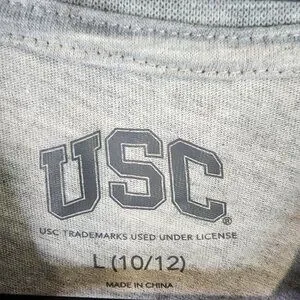 USC®
USC TRADEMARKS USED UNDER LICENSE
L (10/12)
MADE IN CHINA